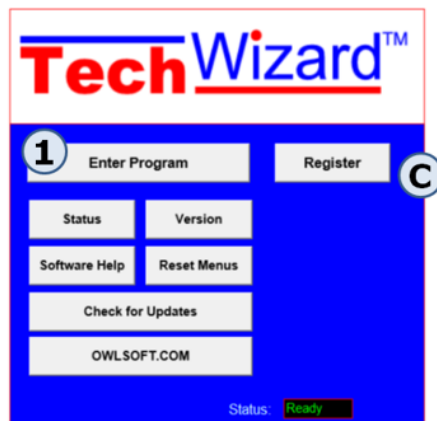 TechWizard™
1 Enter Program Register C
Status Version
Software Help Reset Menus
Check for Updates
OWLSOFT.COM
Status: Ready